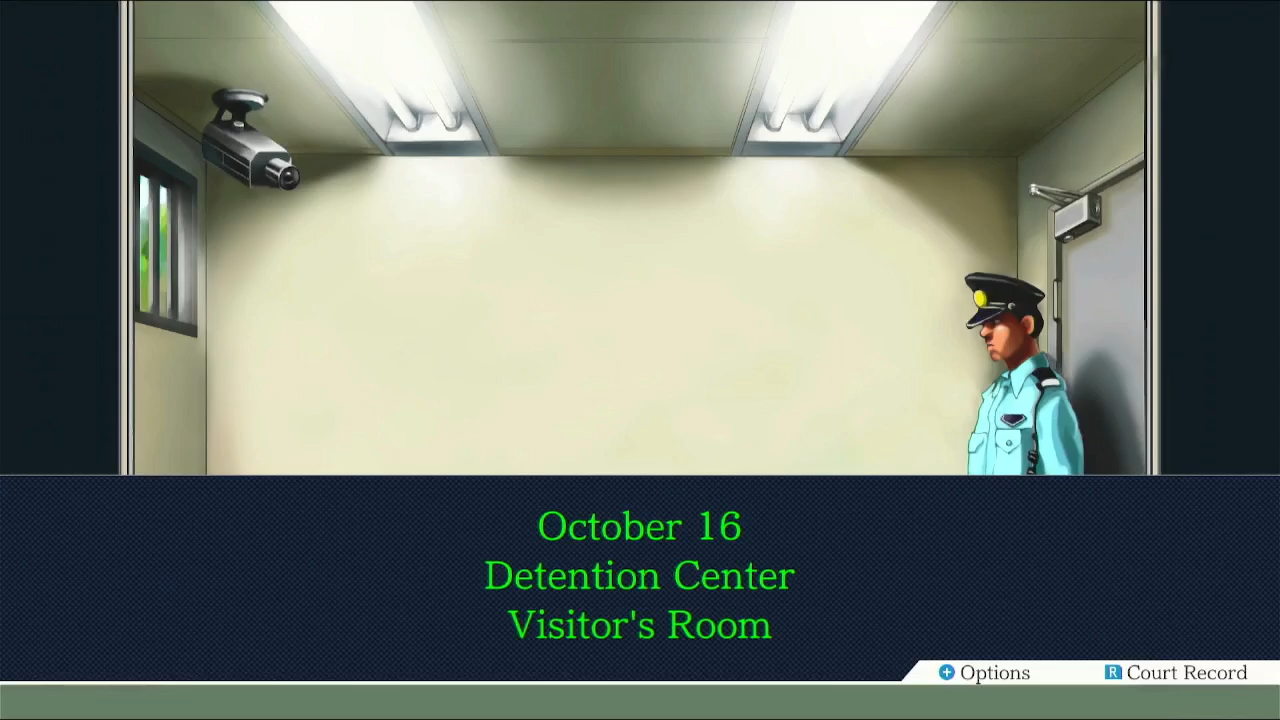 October 16
Detention Center
Visitor's Room
+ Options
R Court Record